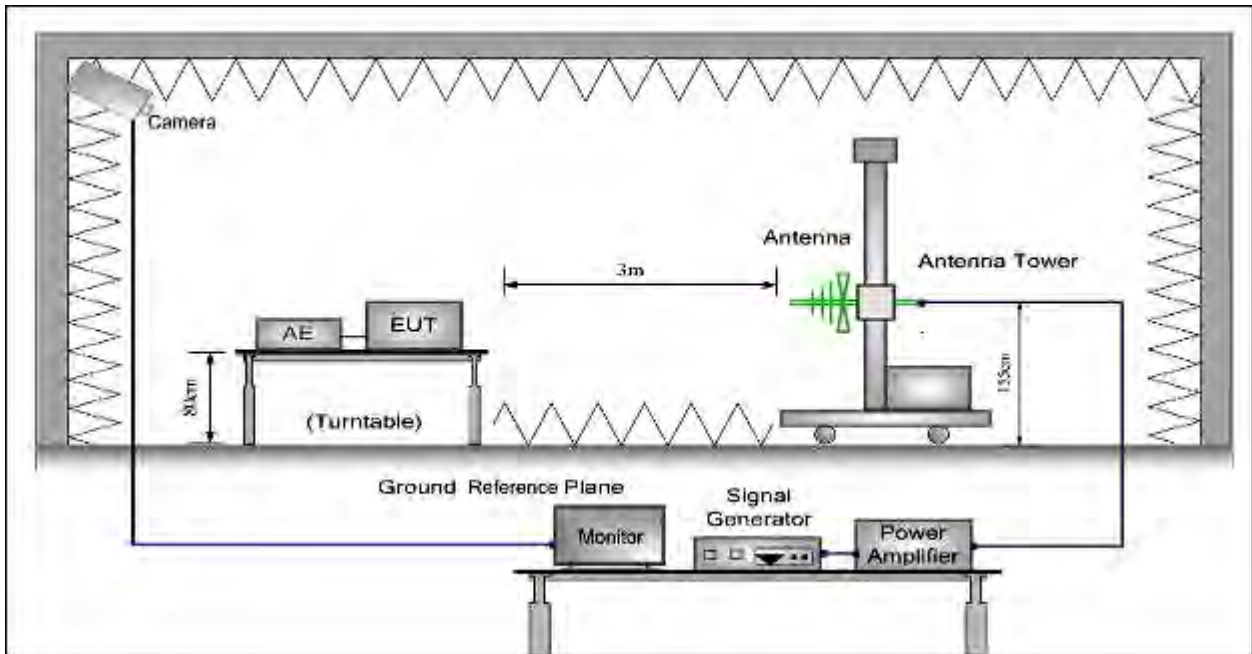 Camera
Antenna
3m
Antenna Tower
AE
EUT
80cm
155cm
(Turntable)
Ground Reference Plane
Signal
Generator
Monitor
Power
Amplifier